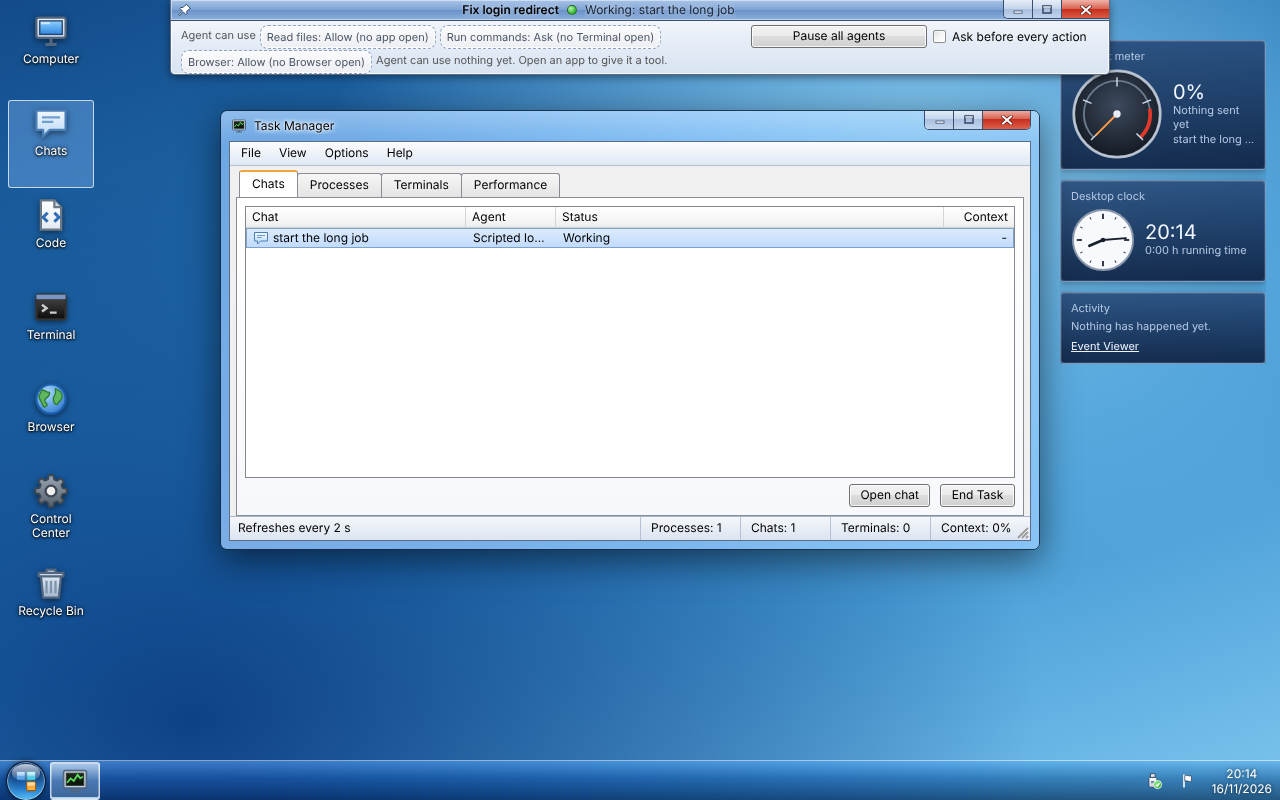 Fix login redirect Working: start the long job
Agent can use Read files: Allow (no app open) Run commands: Ask (no Terminal open)
Pause all agents Ask before every action
Browser: Allow (no Browser open) Agent can use nothing yet. Open an app to give it a tool.
Computer
Chats
Code
Terminal
Browser
Control
Center
Recycle Bin
Task Manager
File View Options Help
Chats Processes Terminals Performance
Chat Agent Status Context
start the long job Scripted lo... Working -
Open chat End Task
Refreshes every 2 s Processes: 1 Chats: 1 Terminals: 0 Context: 0%
meter
0%
Nothing sent
yet
start the long ...
Desktop clock
20:14
0:00 h running time
Activity
Nothing has happened yet.
Event Viewer
20:14
16/11/2026